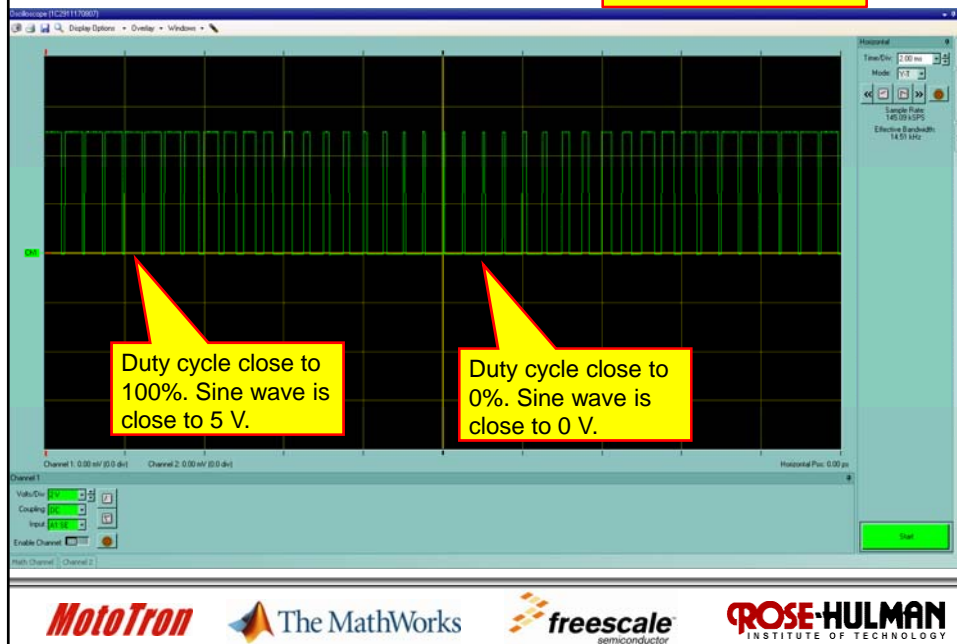 Oscilloscope (1C2911170807)
Display Options Overlay Windows
Horizontal
Time/Div: 2.00 ms
Mode: Y-T
Sample Rate:
145.09 kSPS
Effective Bandwidth:
14.51 kHz
Ch1
Duty cycle close to
100%. Sine wave is
close to 5 V.
Duty cycle close to
0%. Sine wave is
close to 0 V.
Channel 1: 0.00 mV (0.0 div) Channel 2: 0.00 mV (0.0 div) Horizontal Pos: 0.00 µs
Channel 1
Volts/Div 2 V
Coupling DC
Input A1 SE
Enable Channel
Start
Math Channel Channel 2
MotoTron
The MathWorks
freescale
semiconductor
ROSE-HULMAN
INSTITUTE OF TECHNOLOGY